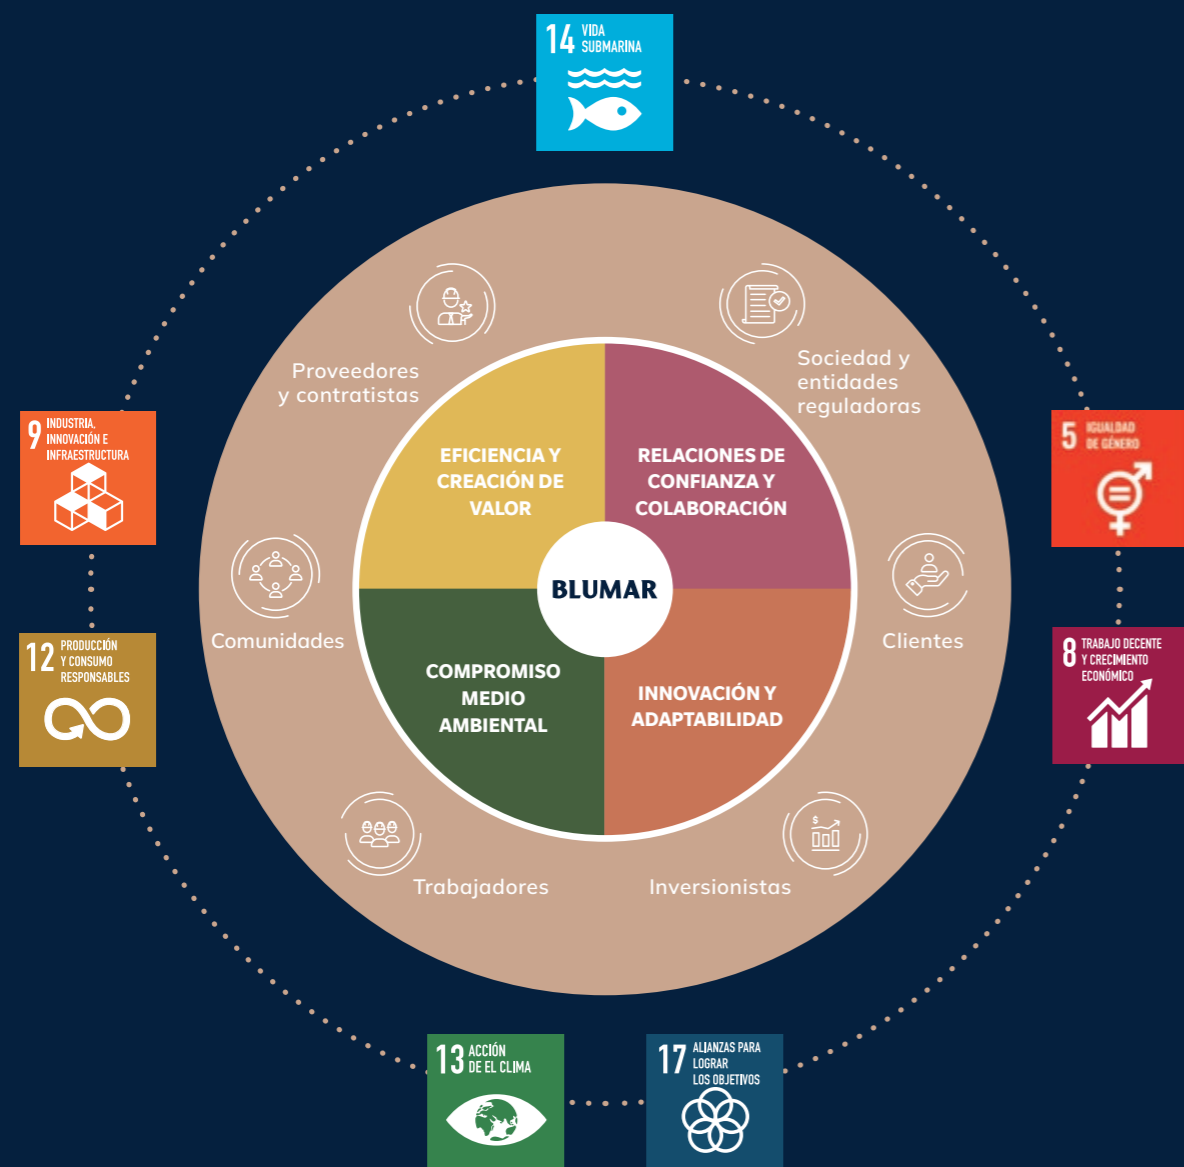 14 VIDA
SUBMARINA
Proveedores
y contratistas
Sociedad y
entidades
reguladoras
9 INDUSTRIA,
INNOVACIÓN E
INFRAESTRUCTURA
5 IGUALDAD
DE GÉNERO
EFICIENCIA Y
CREACIÓN DE
VALOR
RELACIONES DE
CONFIANZA Y
COLABORACIÓN
BLUMAR
Comunidades
Clientes
12 PRODUCCIÓN
Y CONSUMO
RESPONSABLES
8 TRABAJO DECENTE
Y CRECIMIENTO
ECONÓMICO
COMPROMISO
MEDIO
AMBIENTAL
INNOVACIÓN Y
ADAPTABILIDAD
$
Trabajadores
Inversionistas
13 ACCIÓN
DE EL CLIMA
17 ALIANZAS PARA
LOGRAR
LOS OBJETIVOS